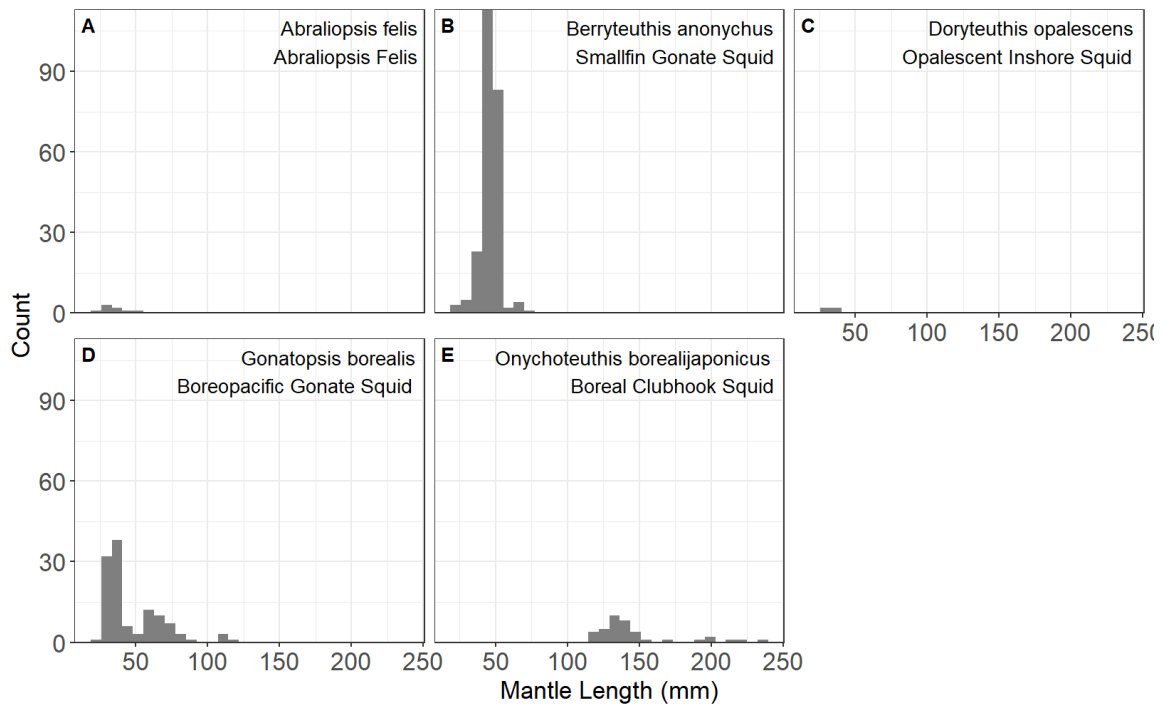 A
Abraliopsis felis
Abraliopsis Felis
B
Berryteuthis anonychus
Smallfin Gonate Squid
C
Doryteuthis opalescens
Opalescent Inshore Squid
90
60
30
0
50 100 150 200 250
Count
D
Gonatopsis borealis
Boreopacific Gonate Squid
E
Onychoteuthis borealijaponicus
Boreal Clubhook Squid
90
60
30
0
50 100 150 200 250
50 100 150 200 250
Mantle Length (mm)